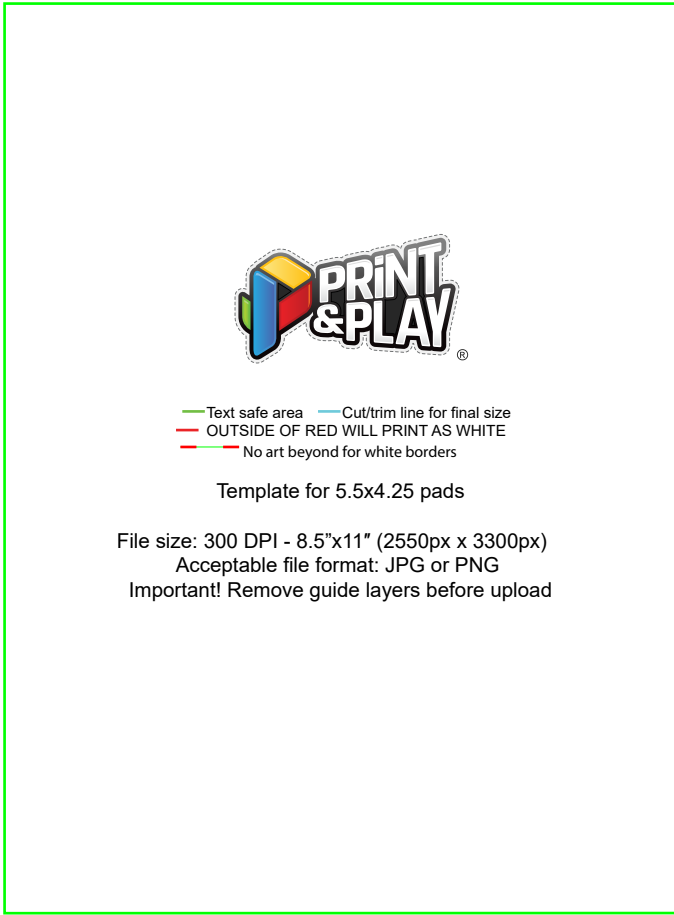 PRiNT
&PLAY
®
Text safe area Cut/trim line for final size
OUTSIDE OF RED WILL PRINT AS WHITE
No art beyond for white borders
Template for 5.5x4.25 pads
File size: 300 DPI - 8.5”x11″ (2550px x 3300px)
Acceptable file format: JPG or PNG
Important! Remove guide layers before upload